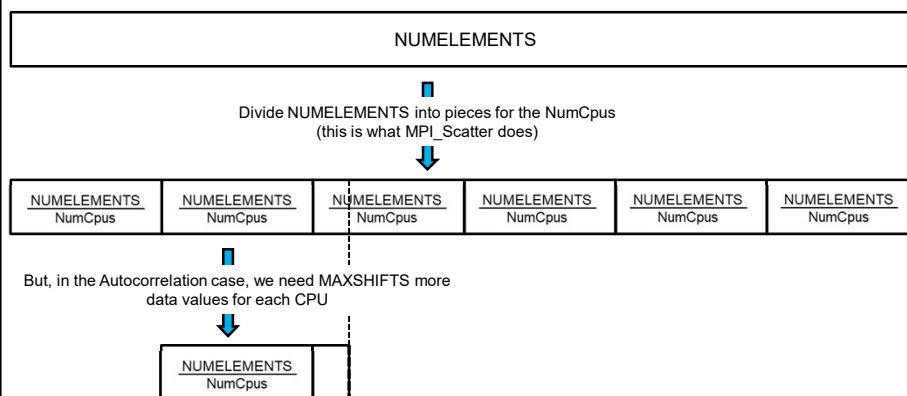 NUMELEMENTS
Divide NUMELEMENTS into pieces for the NumCpus
(this is what MPI_Scatter does)
NUMELEMENTS NUMELEMENTS NUMELEMENTS NUMELEMENTS NUMELEMENTS NUMELEMENTS
NumCpus NumCpus NumCpus NumCpus NumCpus NumCpus
But, in the Autocorrelation case, we need MAXSHIFTS more
data values for each CPU
NUMELEMENTS
NumCpus